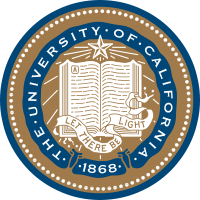 · THE · UNIVERSITY · OF · CALIFORNIA ·
A
LET THERE BE
LIGHT
· 1868 ·